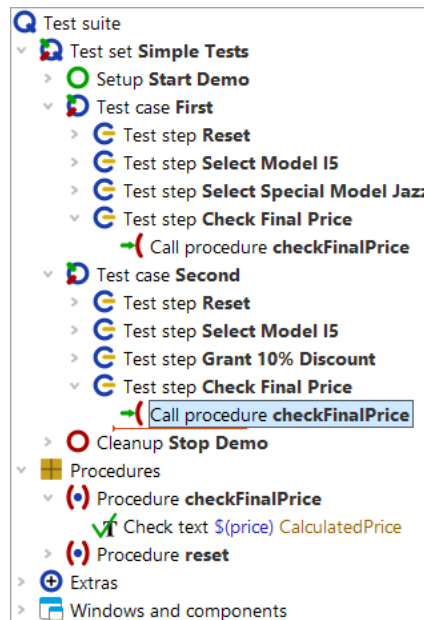 Test suite
Test set Simple Tests
Setup Start Demo
Test case First
Test step Reset
Test step Select Model I5
Test step Select Special Model Jazz
Test step Check Final Price
Call procedure checkFinalPrice
Test case Second
Test step Reset
Test step Select Model I5
Test step Grant 10% Discount
Test step Check Final Price
Call procedure checkFinalPrice
Cleanup Stop Demo
Procedures
Procedure checkFinalPrice
Check text $(price) CalculatedPrice
Procedure reset
Extras
Windows and components